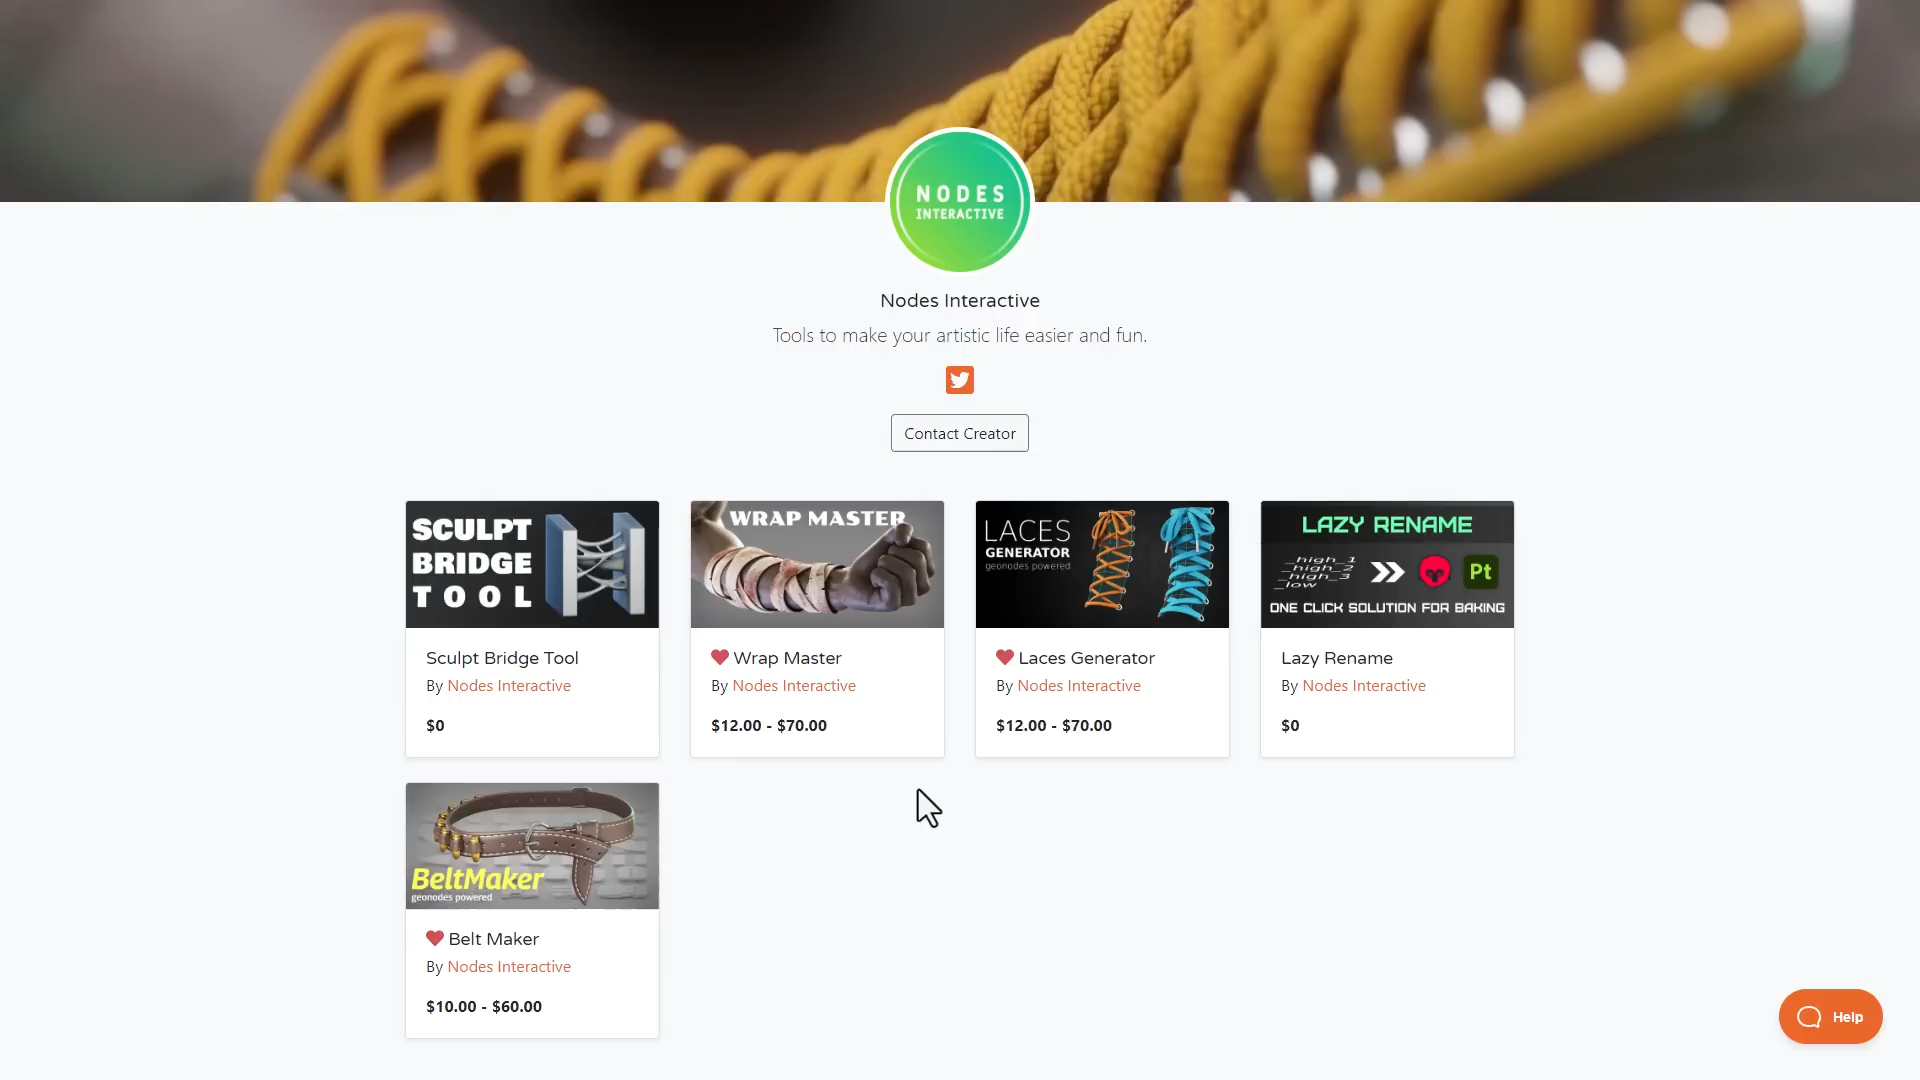 NODES
INTERACTIVE
Nodes Interactive
Tools to make your artistic life easier and fun.
Contact Creator
SCULPT
BRIDGE
TOOL
Sculpt Bridge Tool
By Nodes Interactive
$0
WRAP MASTER
Wrap Master
By Nodes Interactive
$12.00 - $70.00
LACES
GENERATOR
geonodes powered
Laces Generator
By Nodes Interactive
$12.00 - $70.00
LAZY RENAME
_high_1
_high_2
_high_3
_low
Pt
ONE CLICK SOLUTION FOR BAKING
Lazy Rename
By Nodes Interactive
$0
BeltMaker
geonodes powered
Belt Maker
By Nodes Interactive
$10.00 - $60.00
Help